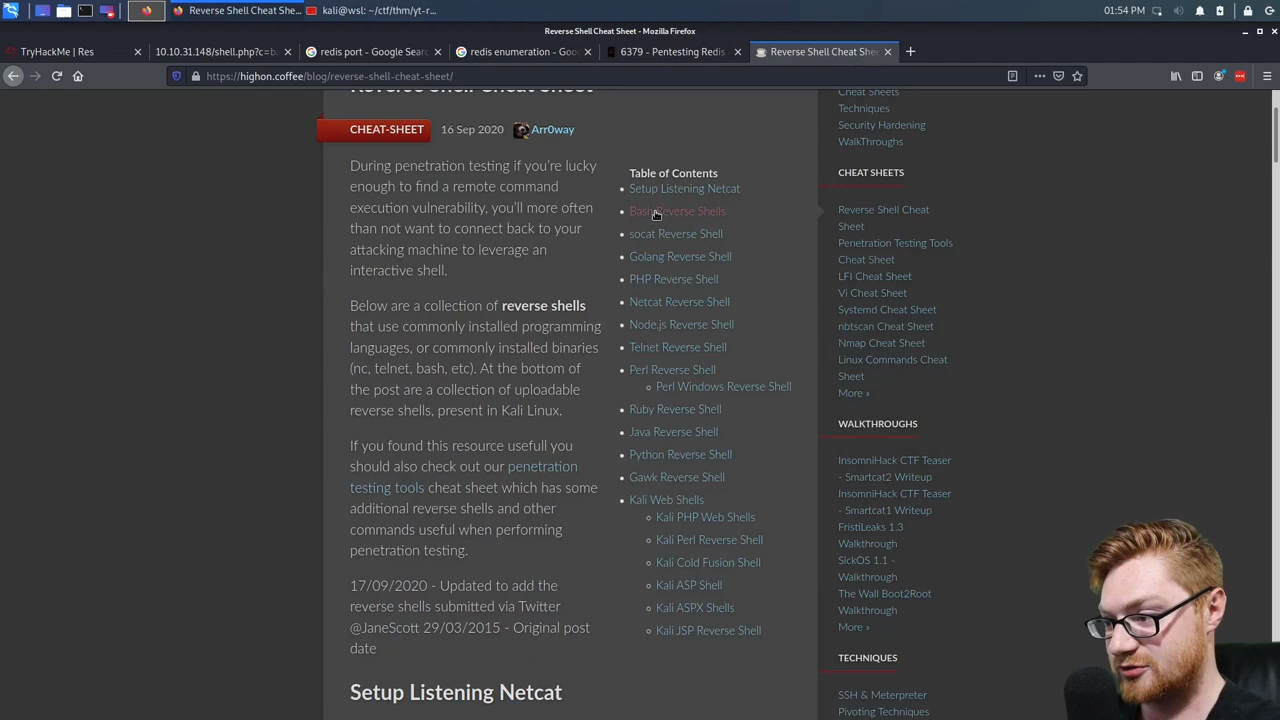 kali@wsl: ~/ctf/thm/yt-r...
Reverse Shell Cheat She...
01:54 PM
Reverse Shell Cheat Sheet - Mozilla Firefox
TryHackMe | Res
10.10.31.148/shell.php?c=ba
redis port - Google Searc
redis enumeration - Goo
6379 - Pentesting Redis
Reverse Shell Cheat Shee
https://highon.coffee/blog/reverse-shell-cheat-sheet/
Reverse Shell Cheat Sheet
CHEAT-SHEET
16 Sep 2020
Arr0way
During penetration testing if you're lucky
enough to find a remote command
execution vulnerability, you'll more often
than not want to connect back to your
attacking machine to leverage an
interactive shell.
Below are a collection of reverse shells
that use commonly installed programming
languages, or commonly installed binaries
(nc, telnet, bash, etc). At the bottom of
the post are a collection of uploadable
reverse shells, present in Kali Linux.
If you found this resource usefull you
should also check out our penetration
testing tools cheat sheet which has some
additional reverse shells and other
commands useful when performing
penetration testing.
17/09/2020 - Updated to add the
reverse shells submitted via Twitter
@JaneScott 29/03/2015 - Original post
date
Setup Listening Netcat
Table of Contents
Setup Listening Netcat
Bash Reverse Shells
socat Reverse Shell
Golang Reverse Shell
PHP Reverse Shell
Netcat Reverse Shell
Node.js Reverse Shell
Telnet Reverse Shell
Perl Reverse Shell
Perl Windows Reverse Shell
Ruby Reverse Shell
Java Reverse Shell
Python Reverse Shell
Gawk Reverse Shell
Kali Web Shells
Kali PHP Web Shells
Kali Perl Reverse Shell
Kali Cold Fusion Shell
Kali ASP Shell
Kali ASPX Shells
Kali JSP Reverse Shell
Cheat Sheets
Techniques
Security Hardening
WalkThroughs
CHEAT SHEETS
Reverse Shell Cheat
Sheet
Penetration Testing Tools
Cheat Sheet
LFI Cheat Sheet
Vi Cheat Sheet
Systemd Cheat Sheet
nbtscan Cheat Sheet
Nmap Cheat Sheet
Linux Commands Cheat
Sheet
More »
WALKTHROUGHS
InsomniHack CTF Teaser
- Smartcat2 Writeup
InsomniHack CTF Teaser
- Smartcat1 Writeup
FristiLeaks 1.3
Walkthrough
SickOS 1.1 -
Walkthrough
The Wall Boot2Root
Walkthrough
More »
TECHNIQUES
SSH & Meterpreter
Pivoting Techniques